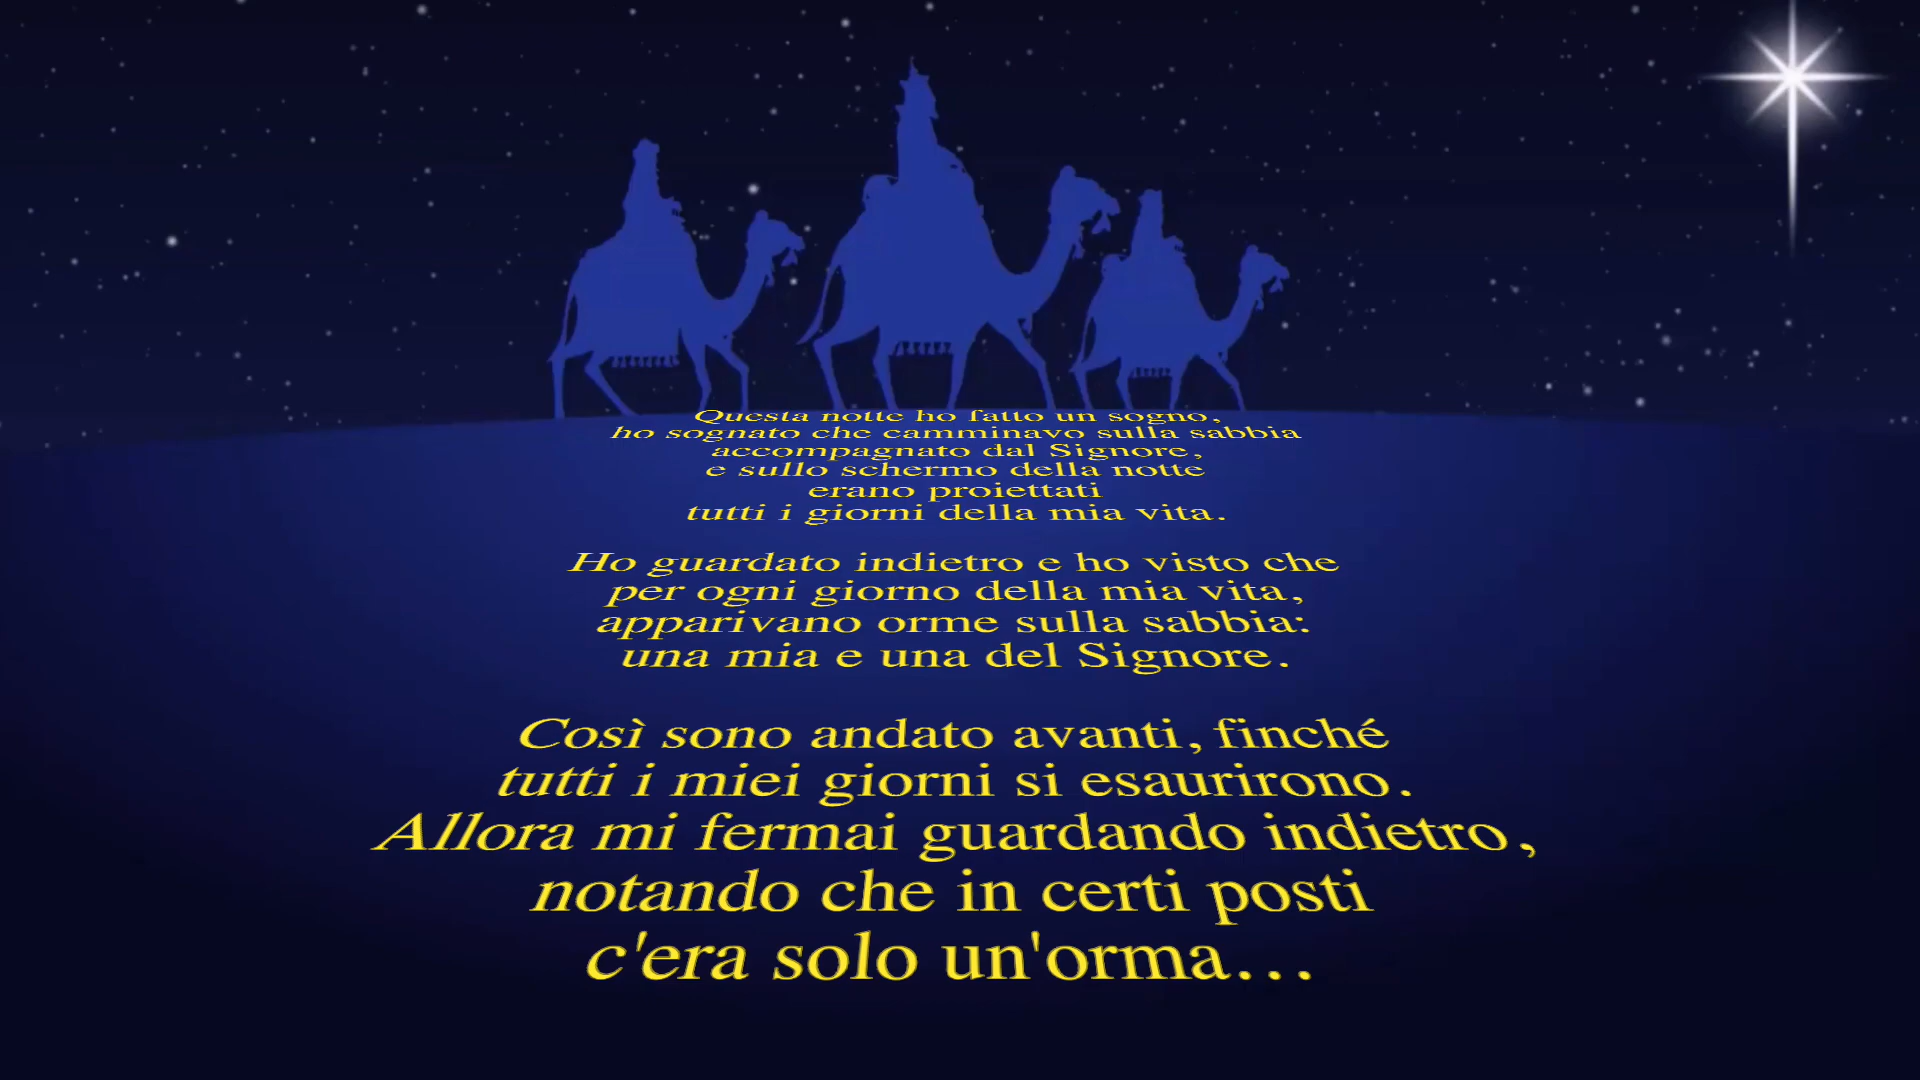 Questa notte ho fatto un sogno,
ho sognato che camminavo sulla sabbia
accompagnato dal Signore,
e sullo schermo della notte
erano proiettati
tutti i giorni della mia vita.
Ho guardato indietro e ho visto che
per ogni giorno della mia vita,
apparivano orme sulla sabbia:
una mia e una del Signore.
Così sono andato avanti, finché
tutti i miei giorni si esaurirono.
Allora mi fermai guardando indietro,
notando che in certi posti
c'era solo un'orma...